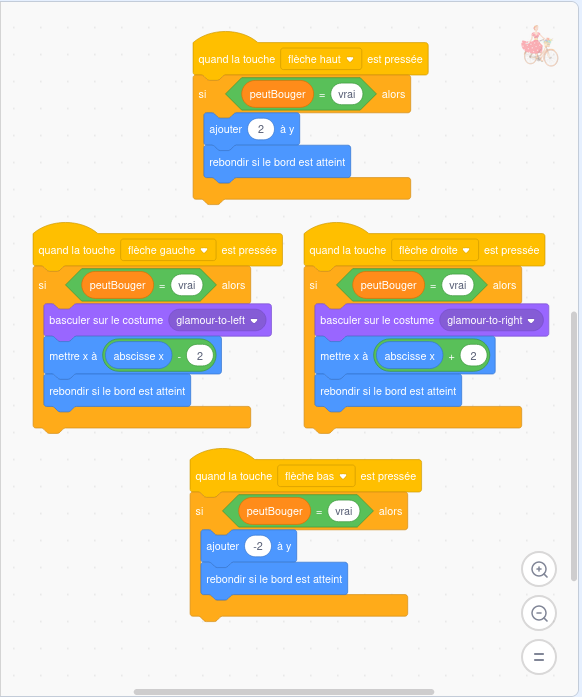 quand la touche flèche haut est pressée
si peutBouger = vrai alors
ajouter 2 à y
rebondir si le bord est atteint
quand la touche flèche gauche est pressée
si peutBouger = vrai alors
basculer sur le costume glamour-to-left
mettre x à abscisse x - 2
rebondir si le bord est atteint
quand la touche flèche droite est pressée
si peutBouger = vrai alors
basculer sur le costume glamour-to-right
mettre x à abscisse x + 2
rebondir si le bord est atteint
quand la touche flèche bas est pressée
si peutBouger = vrai alors
ajouter -2 à y
rebondir si le bord est atteint